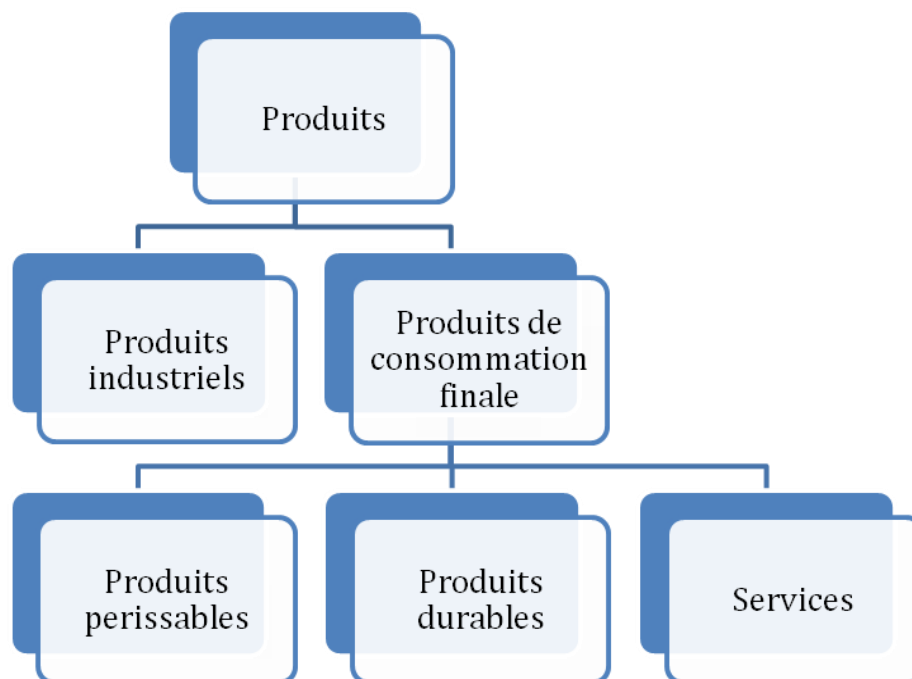 Produits
Produits
industriels
Produits de
consommation
finale
Produits
perissables
Produits
durables
Services